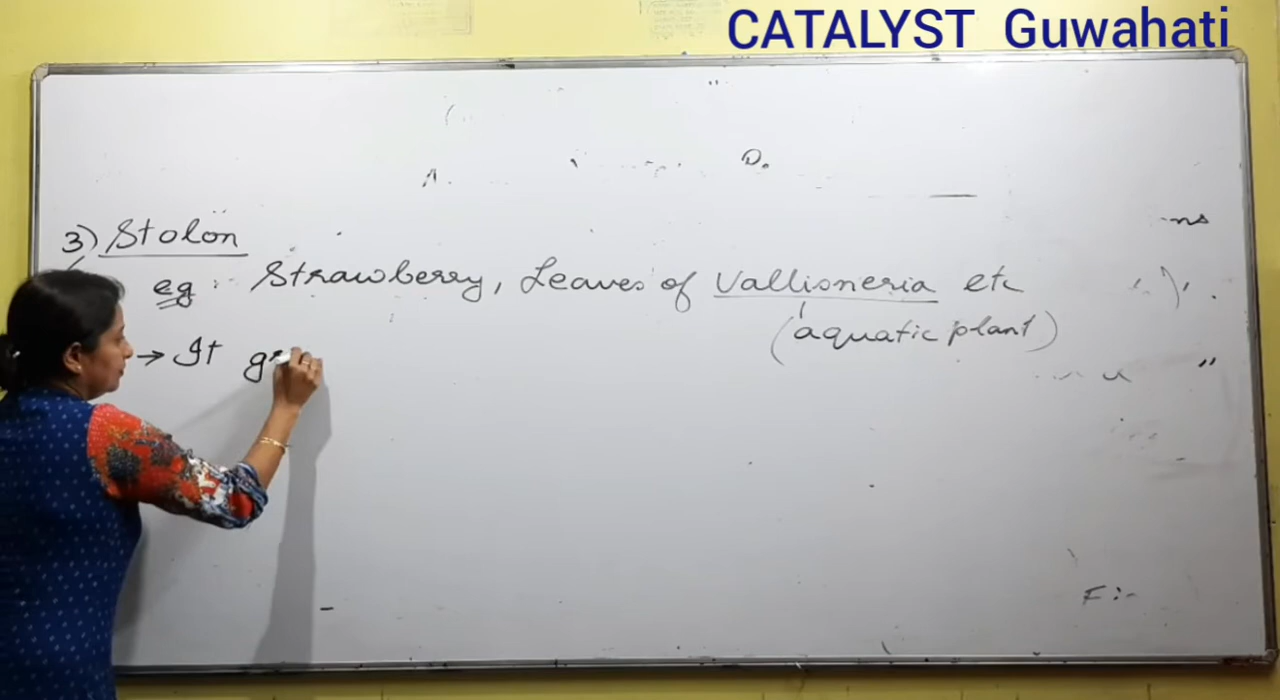 CATALYST Guwahati
3) Stolon
eg: Strawberry, Leaves of Vallisneria etc
(aquatic plant)
→ It